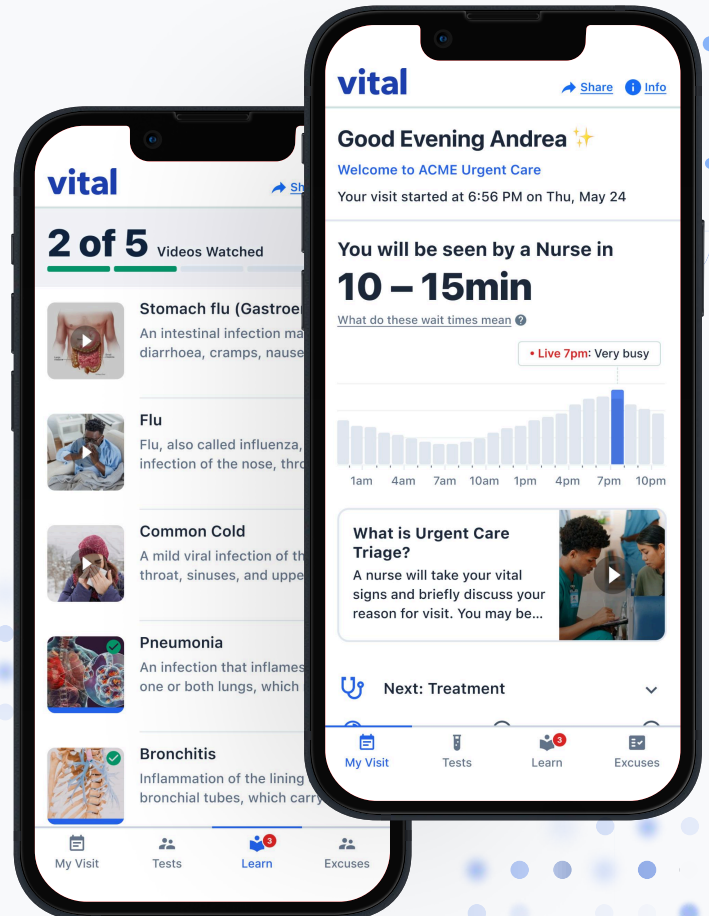 vital
2 of 5 Videos Watched
Stomach flu
An intestinal infection
diarrhoea, cramps,
Flu
Flu, also called influenza,
infection of the nose,
Common Cold
A mild viral infection of
throat, sinuses, and
Pneumonia
An infection that inflames
one or both lungs, which
Bronchitis
Inflammation of the lining
bronchial tubes, which carry
My Visit
Tests
Learn
3
Excuses
vital
Share
Info
Good Evening Andrea ✨
Welcome to ACME Urgent Care
Your visit started at 6:56 PM on Thu, May 24
You will be seen by a Nurse in
10 – 15min
What do these wait times mean ?
• Live 7pm: Very busy
1am 4am 7am 10am 1pm 4pm 7pm 10pm
What is Urgent Care
Triage?
A nurse will take your vital
signs and briefly discuss your
reason for visit. You may be...
Next: Treatment
My Visit
Tests
Learn
3
Excuses